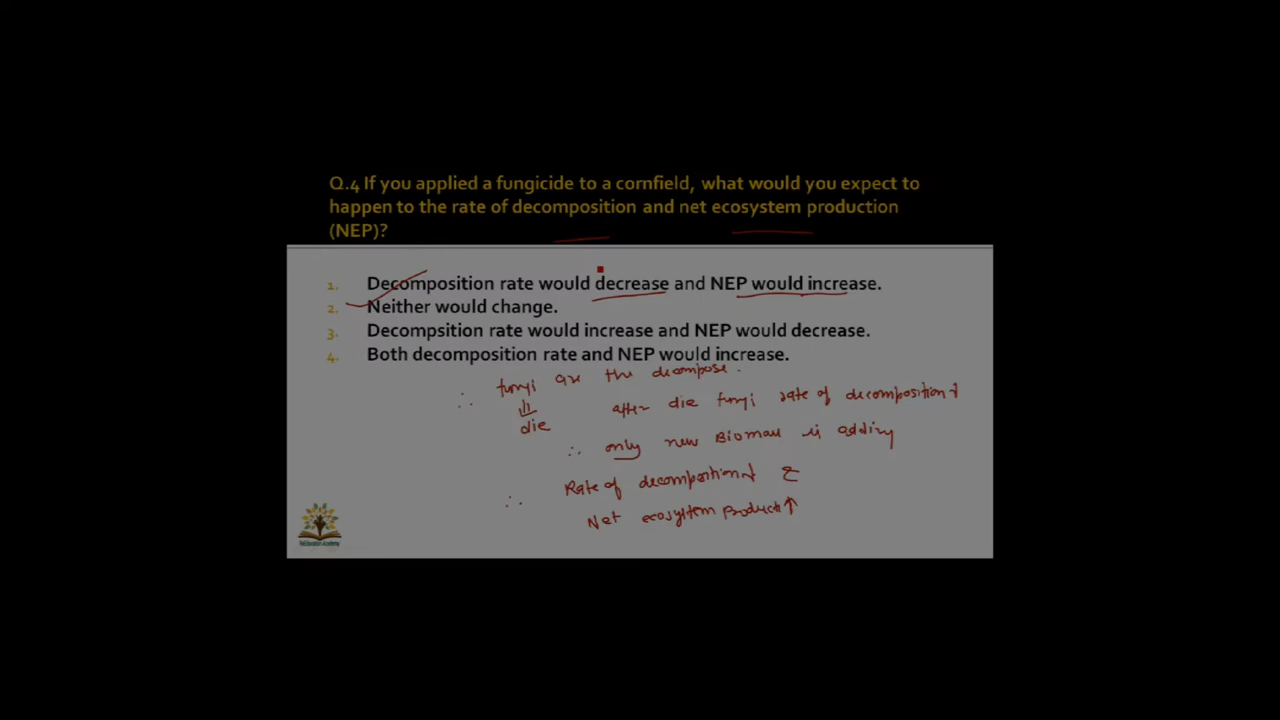 Q.4 If you applied a fungicide to a cornfield, what would you expect to
happen to the rate of decomposition and net ecosystem production
(NEP)?
1. Decomposition rate would decrease and NEP would increase.
2. Neither would change.
3. Decompsition rate would increase and NEP would decrease.
4. Both decomposition rate and NEP would increase.
∴ fungi are the decompose.
⇓ after die fungi rate of decomposition ↓
die
∴ only new Biomass is adding
∴ Rate of decomposition ↓ &
Net ecosystem product ↑